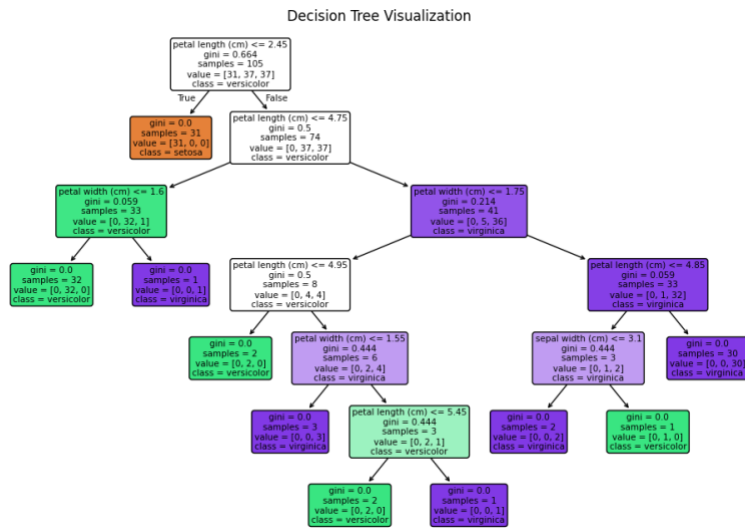 Decision Tree Visualization
petal length (cm) <= 2.45
gini = 0.664
samples = 105
value = [31, 37, 37]
class = versicolor
True
False
gini = 0.0
samples = 31
value = [31, 0, 0]
class = setosa
petal length (cm) <= 4.75
gini = 0.5
samples = 74
value = [0, 37, 37]
class = versicolor
petal width (cm) <= 1.6
gini = 0.059
samples = 33
value = [0, 32, 1]
class = versicolor
petal width (cm) <= 1.75
gini = 0.214
samples = 41
value = [0, 5, 36]
class = virginica
gini = 0.0
samples = 32
value = [0, 32, 0]
class = versicolor
gini = 0.0
samples = 1
value = [0, 0, 1]
class = virginica
petal length (cm) <= 4.95
gini = 0.5
samples = 8
value = [0, 4, 4]
class = versicolor
petal length (cm) <= 4.85
gini = 0.059
samples = 33
value = [0, 1, 32]
class = virginica
gini = 0.0
samples = 2
value = [0, 2, 0]
class = versicolor
petal width (cm) <= 1.55
gini = 0.444
samples = 6
value = [0, 2, 4]
class = virginica
sepal width (cm) <= 3.1
gini = 0.444
samples = 3
value = [0, 1, 2]
class = virginica
gini = 0.0
samples = 30
value = [0, 0, 30]
class = virginica
gini = 0.0
samples = 3
value = [0, 0, 3]
class = virginica
petal length (cm) <= 5.45
gini = 0.444
samples = 3
value = [0, 2, 1]
class = versicolor
gini = 0.0
samples = 2
value = [0, 0, 2]
class = virginica
gini = 0.0
samples = 1
value = [0, 1, 0]
class = versicolor
gini = 0.0
samples = 2
value = [0, 2, 0]
class = versicolor
gini = 0.0
samples = 1
value = [0, 0, 1]
class = virginica